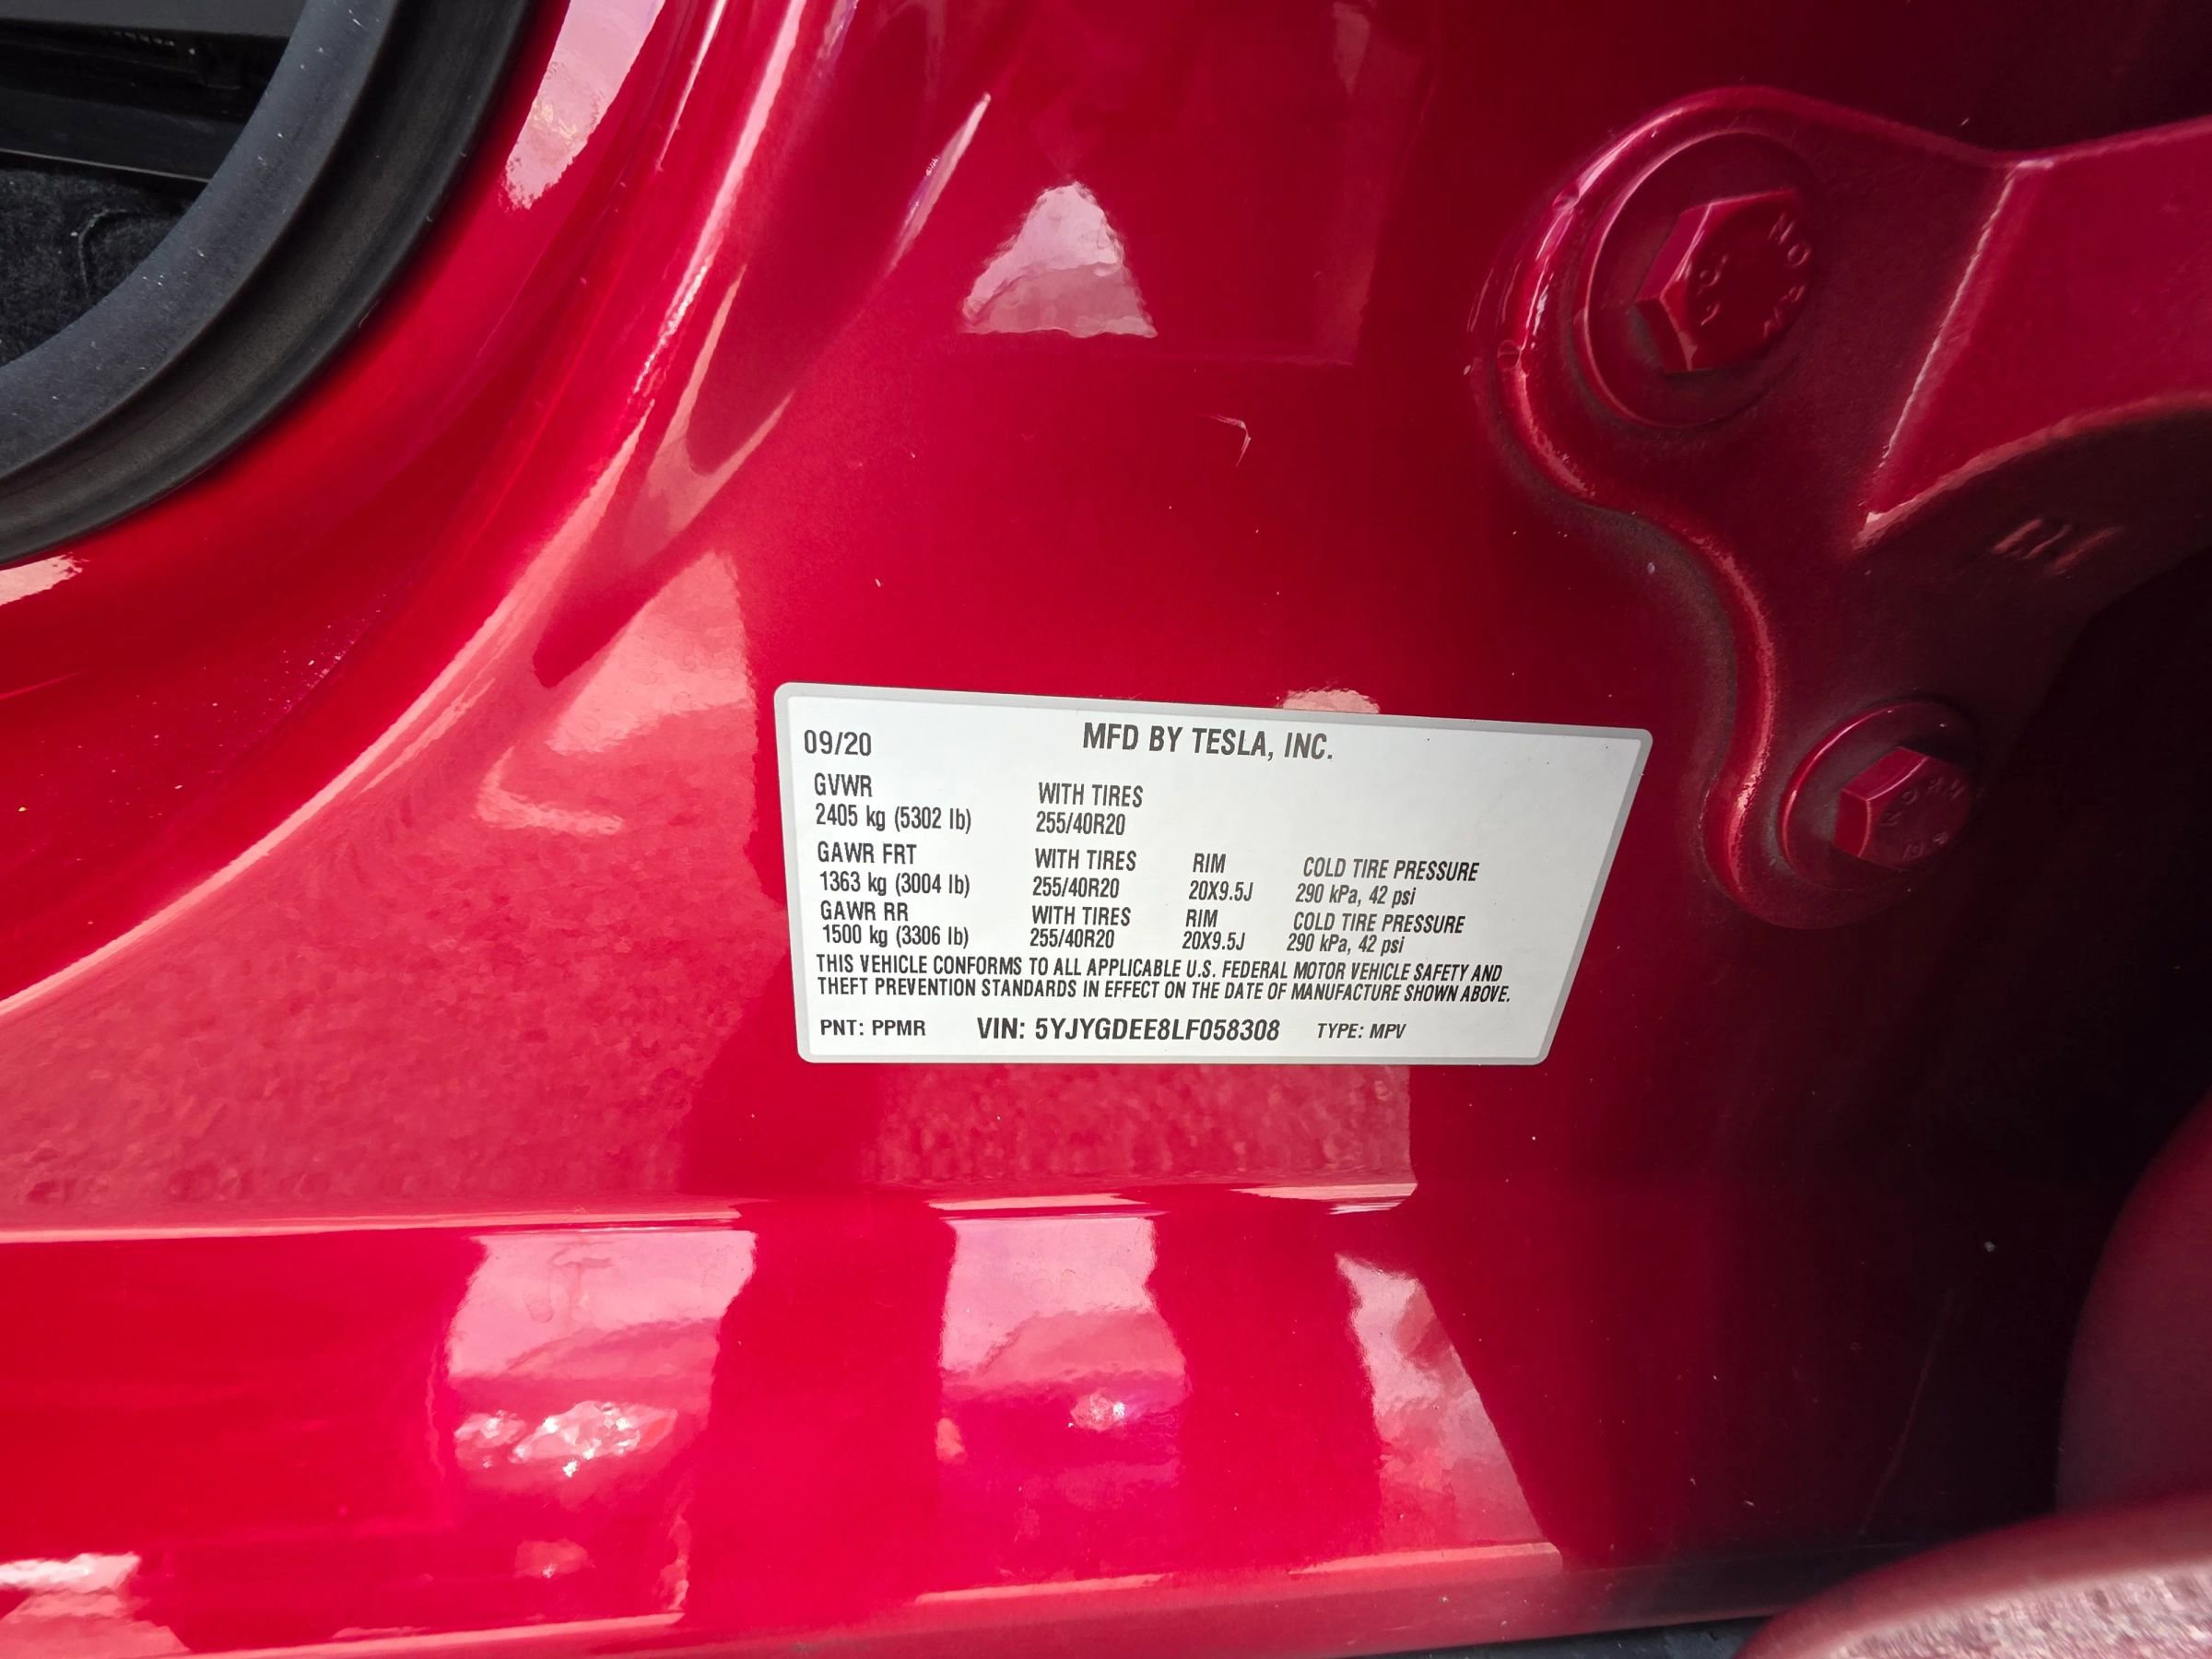 09/20 MFD BY TESLA, INC.
GVWR WITH TIRES
2405 kg (5302 lb) 255/40R20
GAWR FRT WITH TIRES RIM COLD TIRE PRESSURE
1363 kg (3004 lb) 255/40R20 20X9.5J 290 kPa, 42 psi
GAWR RR WITH TIRES RIM COLD TIRE PRESSURE
1500 kg (3306 lb) 255/40R20 20X9.5J 290 kPa, 42 psi
THIS VEHICLE CONFORMS TO ALL APPLICABLE U.S. FEDERAL MOTOR VEHICLE SAFETY AND
THEFT PREVENTION STANDARDS IN EFFECT ON THE DATE OF MANUFACTURE SHOWN ABOVE.
PNT: PPMR VIN: 5YJYGDEE8LF058308 TYPE: MPV